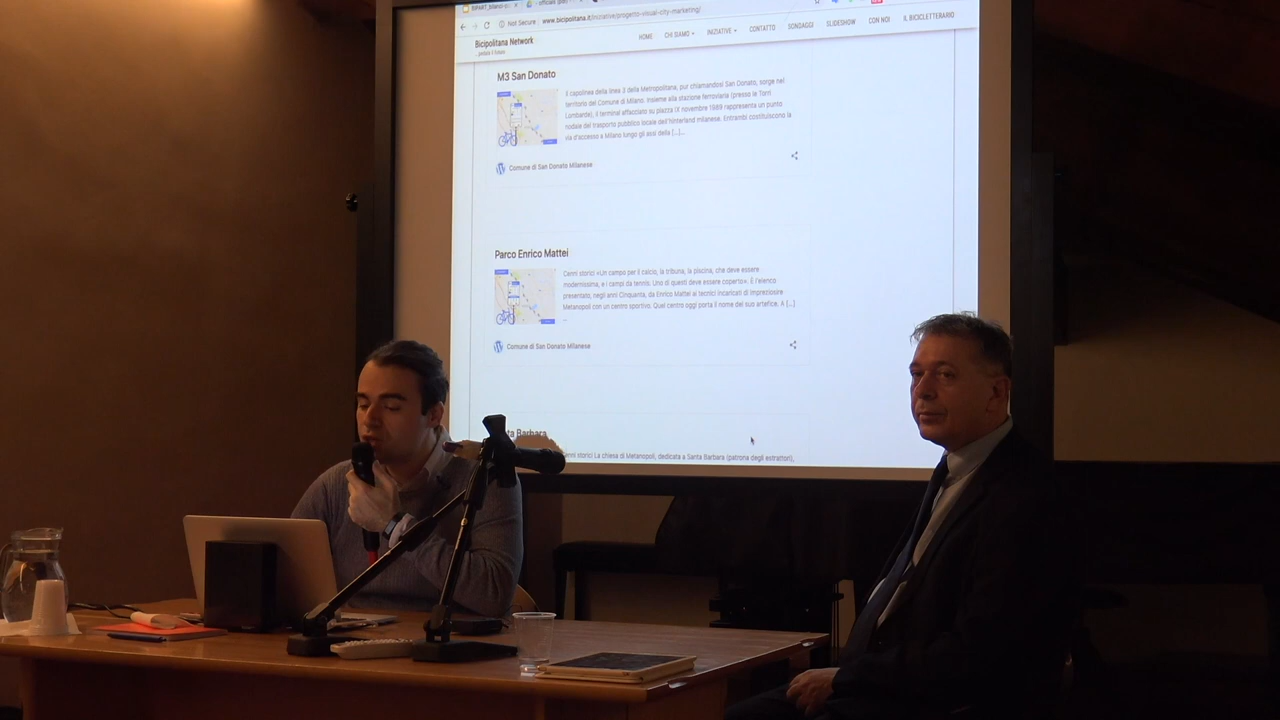 Not Secure www.bicipolitana.it/iniziative/progetto-visual-city-marketing/
Bicipolitana Network
HOME CHI SIAMO INIZIATIVE CONTATTO SONDAGGI SLIDESHOW CON NOI IL BICICLETTERARIO
M3 San Donato
Il capolinea della linea 3 della Metropolitana, pur chiamandosi San Donato, sorge nel
territorio del Comune di Milano. Insieme alla stazione ferroviaria (presso le Torri
Lombarde), il terminal affacciato su piazza IX novembre 1989 rappresenta un punto
nodale del trasporto pubblico locale dell'hinterland milanese. Entrambi costituiscono la
via d'accesso a Milano lungo gli assi della [...]...
Comune di San Donato Milanese
Parco Enrico Mattei
Cenni storici «Un campo per il calcio, la tribuna, la piscina, che deve essere
modernissima, e i campi da tennis. Uno di questi deve essere coperto». È l'elenco
presentato, negli anni Cinquanta, da Enrico Mattei ai tecnici incaricati di impreziosire
Metanopoli con un centro sportivo. Quel centro oggi porta il nome del suo artefice. A [...]
...
Comune di San Donato Milanese
Barbara
Cenni storici La chiesa di Metanopoli, dedicata a Santa Barbara (patrona degli estrattori),